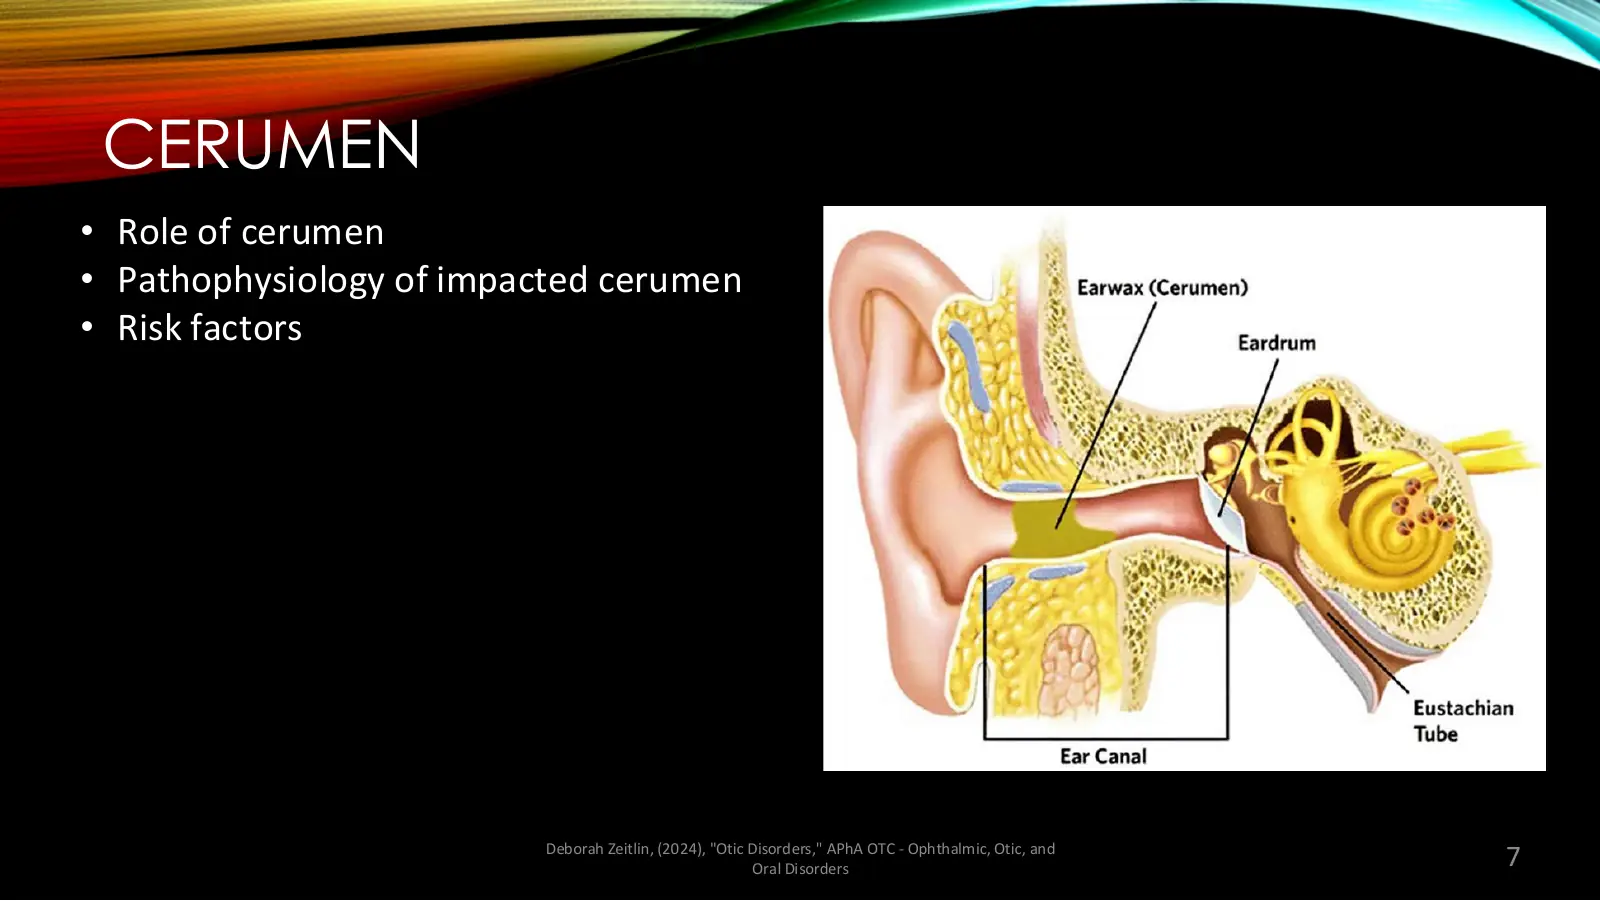 CERUMEN
• Role of cerumen
• Pathophysiology of impacted cerumen
• Risk factors
Earwax (Cerumen)
Eardrum
Eustachian
Tube
Ear Canal
Deborah Zeitlin, (2024), "Otic Disorders," APhA OTC - Ophthalmic, Otic, and
Oral Disorders
7